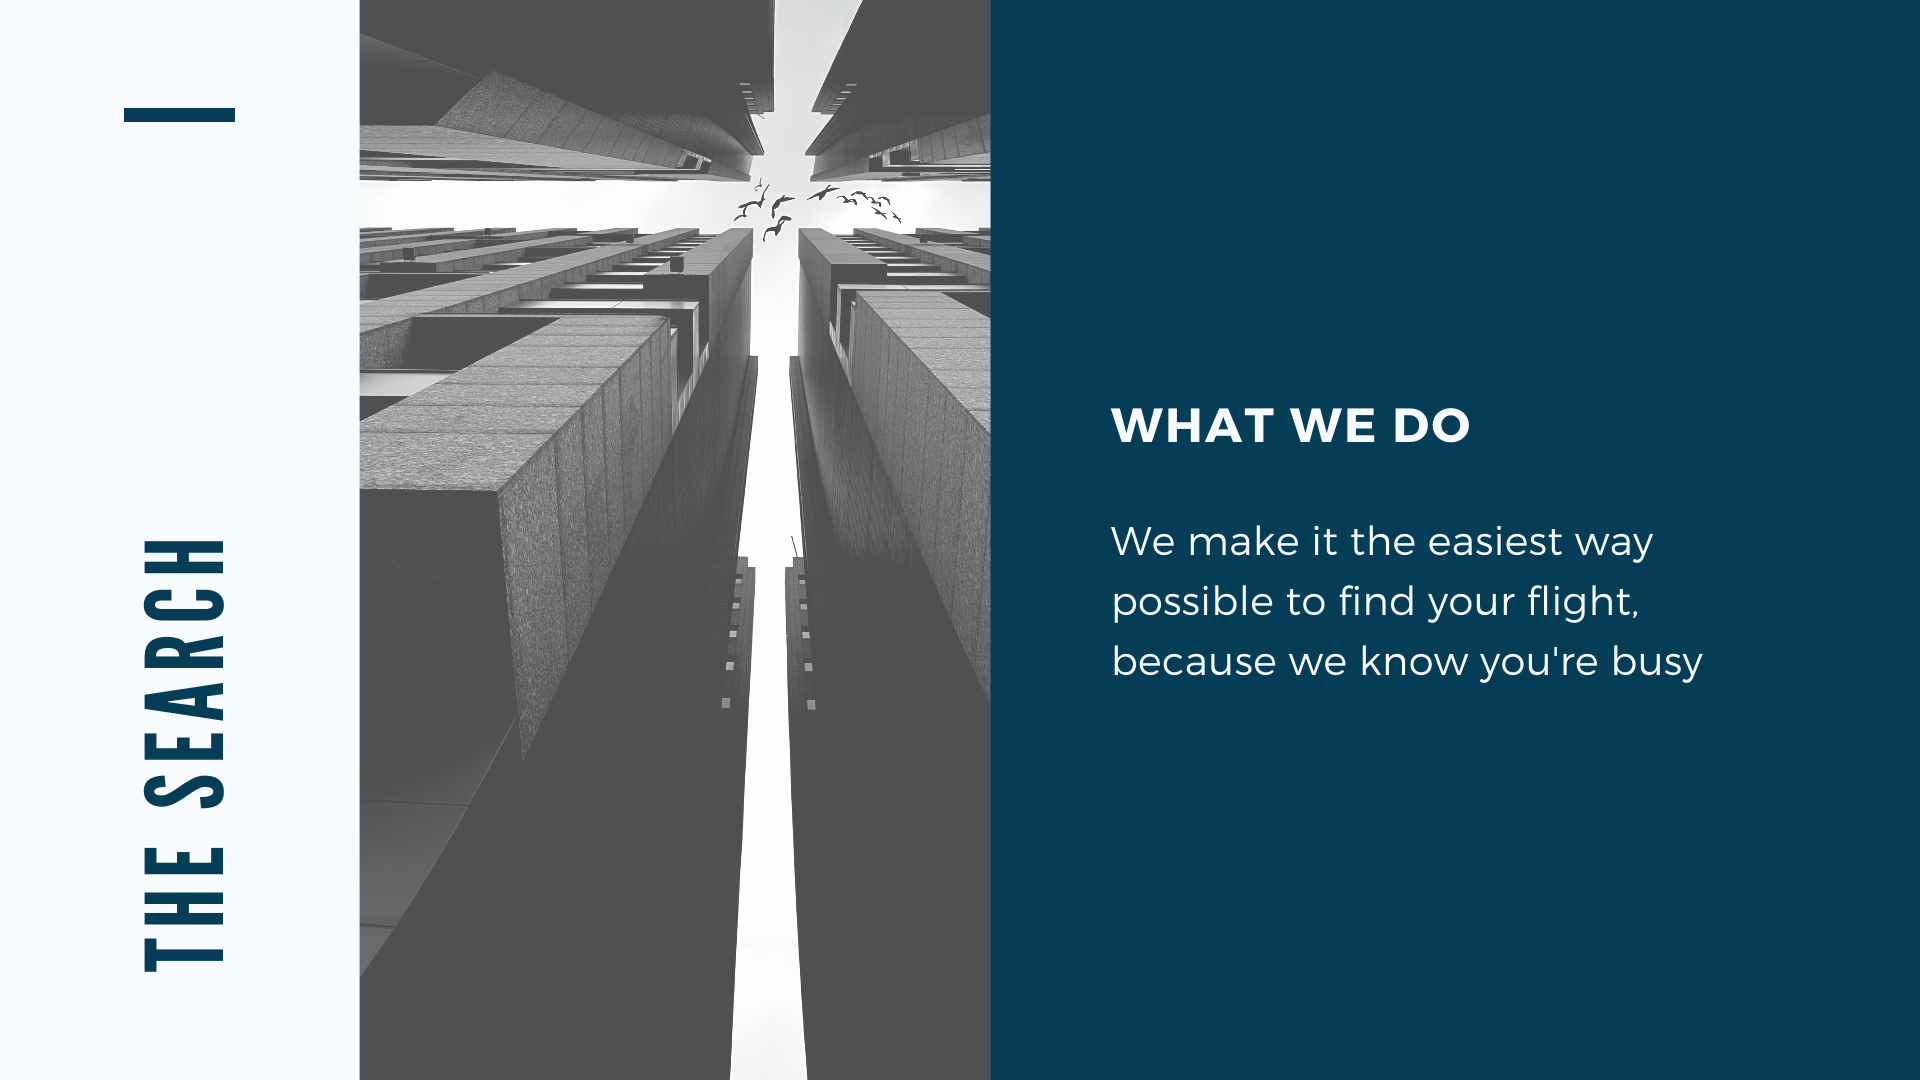 THE SEARCH
WHAT WE DO
We make it the easiest way
possible to find your flight,
because we know you're busy